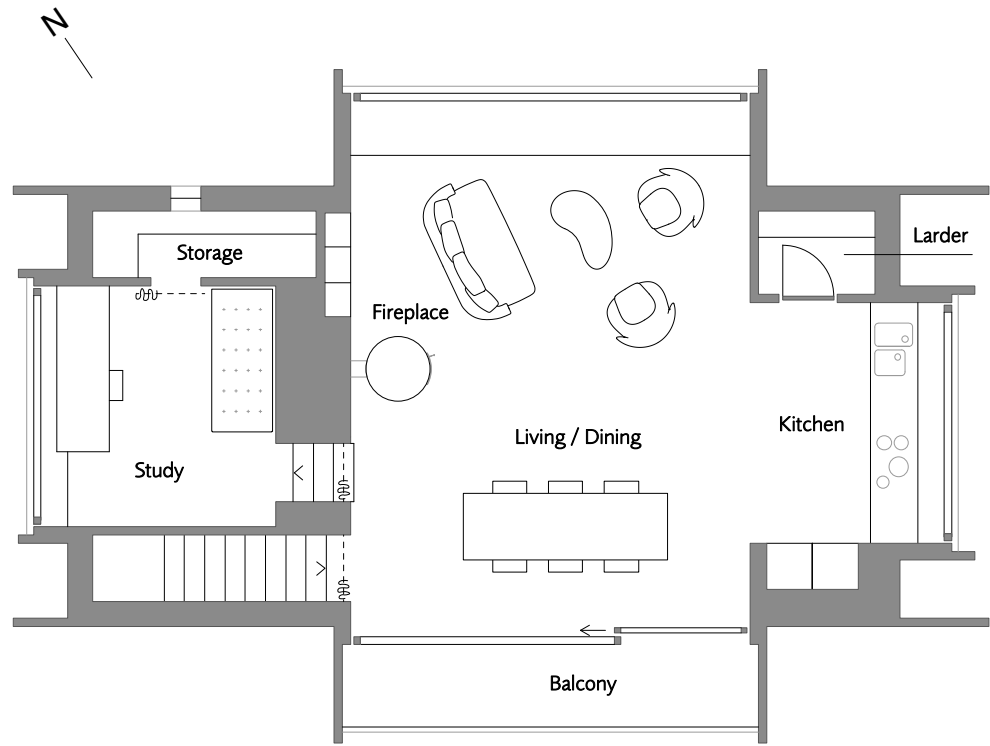 N
Larder
Storage
Fireplace
Kitchen
Living / Dining
Study
Balcony